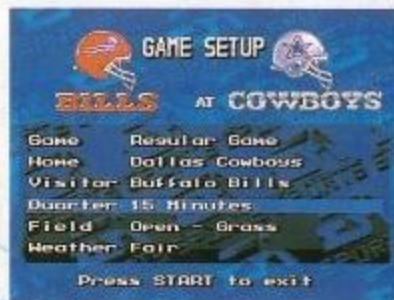 GAME SETUP
BILLS AT COWBOYS
Game Regular Game
Home Dallas Cowboys
Visitor Buffalo Bills
Quarter 15 Minutes
Field Open - Grass
Weather Fair
Press START to exit